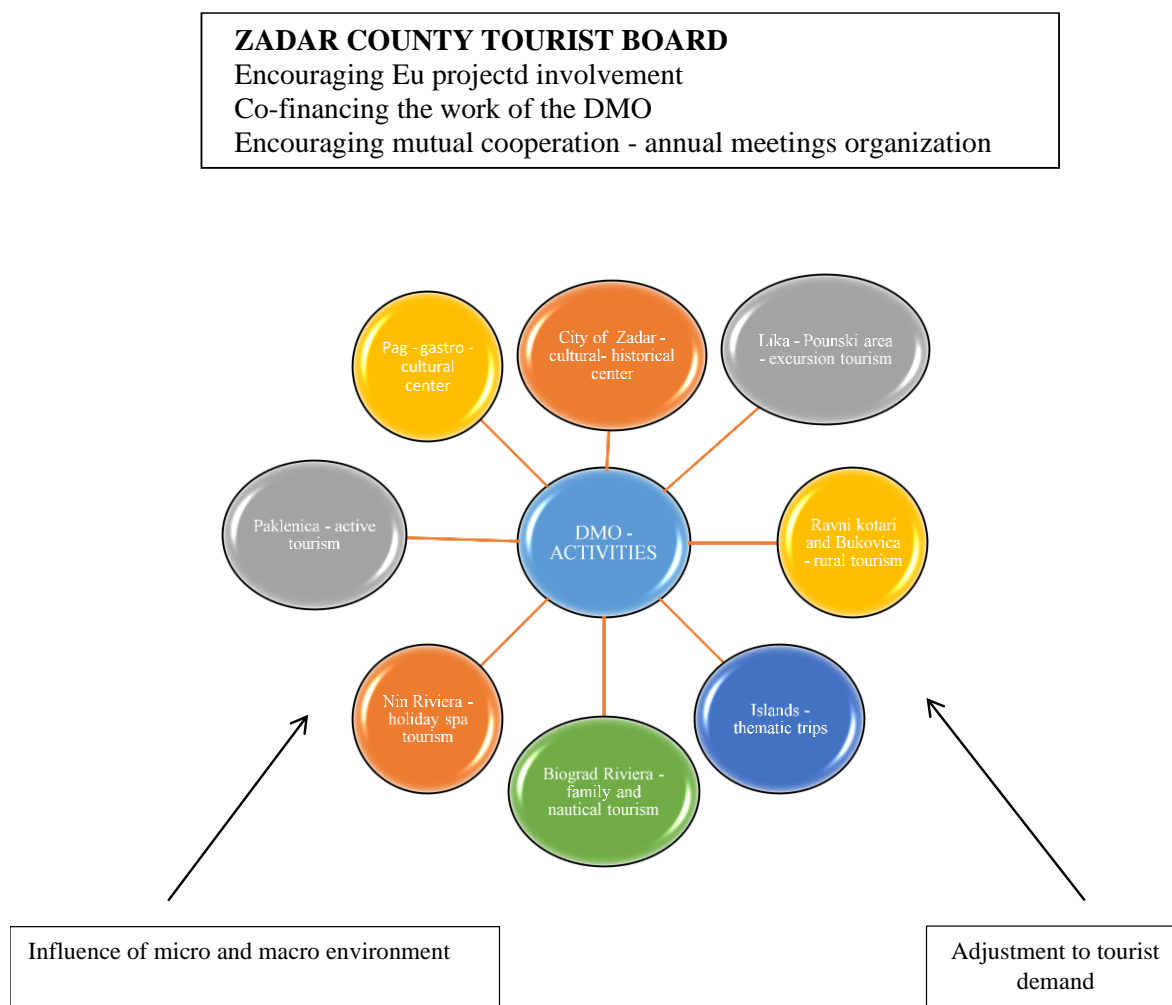 ZADAR COUNTY TOURIST BOARD
Encouraging Eu projectd involvement
Co-financing the work of the DMO
Encouraging mutual cooperation - annual meetings organization
Pag - gastro -
cultural
center
City of Zadar -
cultural- historical
center
Lika - Pounski area
- excursion tourism
Paklenica - active
tourism
DMO -
ACTIVITIES
Ravni kotari
and Bukovica
- rural tourism
Nin Riviera -
holiday spa
tourism
Biograd Riviera -
family and
nautical tourism
Islands -
thematic trips
Influence of micro and macro environment
Adjustment to tourist
demand